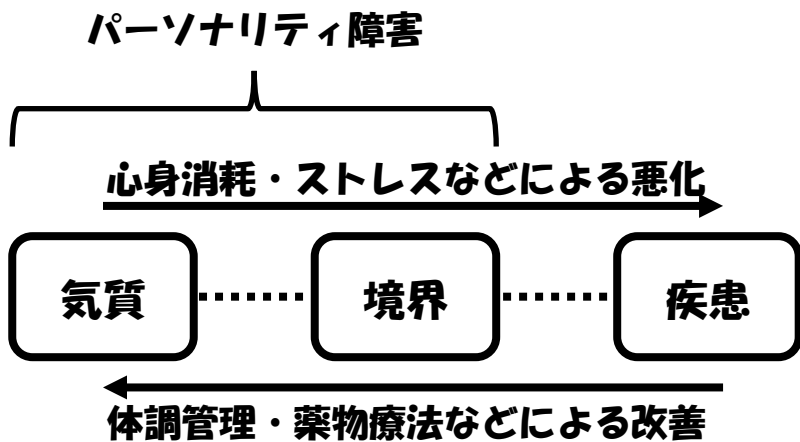 パーソナリティ障害
心身消耗・ストレスなどによる悪化
気質
境界
疾患
体調管理・薬物療法などによる改善